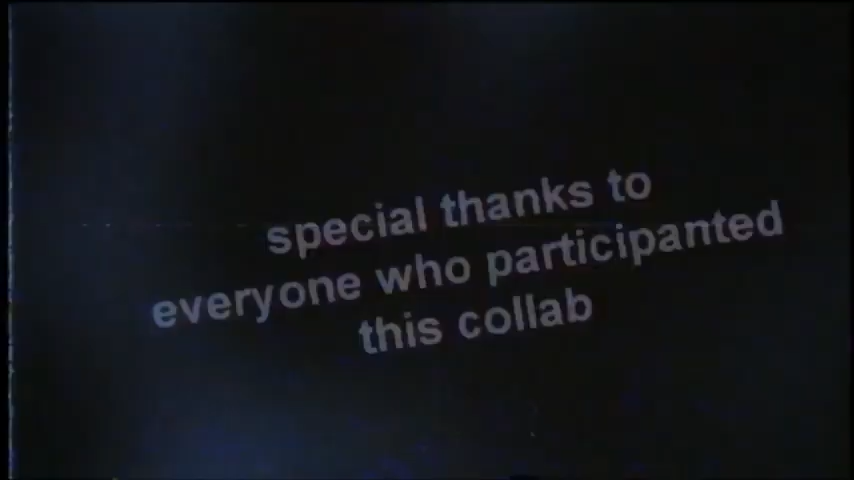 special thanks to
everyone who participanted
this collab